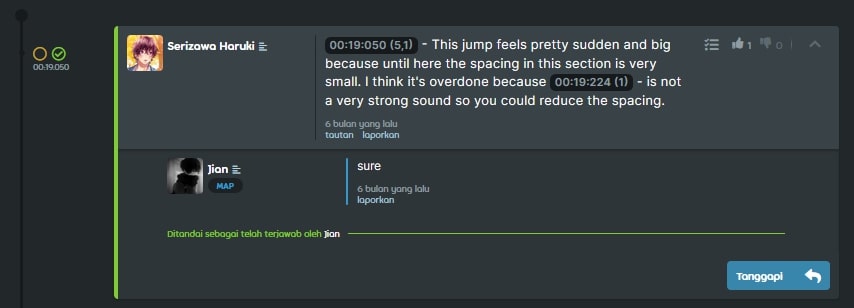 00:19.050
Serizawa Haruki
00:19:050 (5,1) - This jump feels pretty sudden and big
because until here the spacing in this section is very
small. I think it's overdone because 00:19:224 (1) - is not
a very strong sound so you could reduce the spacing.
1
0
6 bulan yang lalu
tautan laporkan
Jian
MAP
sure
6 bulan yang lalu
laporkan
Ditandai sebagai telah terjawab oleh Jian
Tanggapi